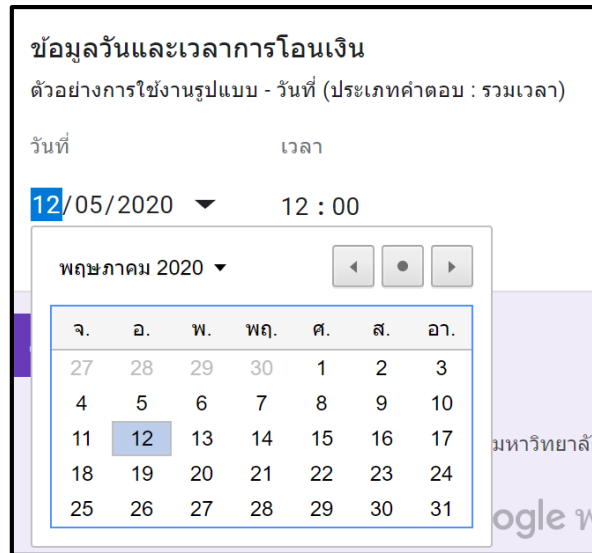 ข้อมูลวันและเวลาการโอนเงิน
ตัวอย่างการใช้งานรูปแบบ - วันที่ (ประเภทคำตอบ : รวมเวลา)
วันที่ เวลา
12/05/2020 12 : 00
พฤษภาคม 2020
จ. อ. พ. พฤ. ศ. ส. อา.
27 28 29 30 1 2 3
4 5 6 7 8 9 10
11 12 13 14 15 16 17
18 19 20 21 22 23 24
25 26 27 28 29 30 31